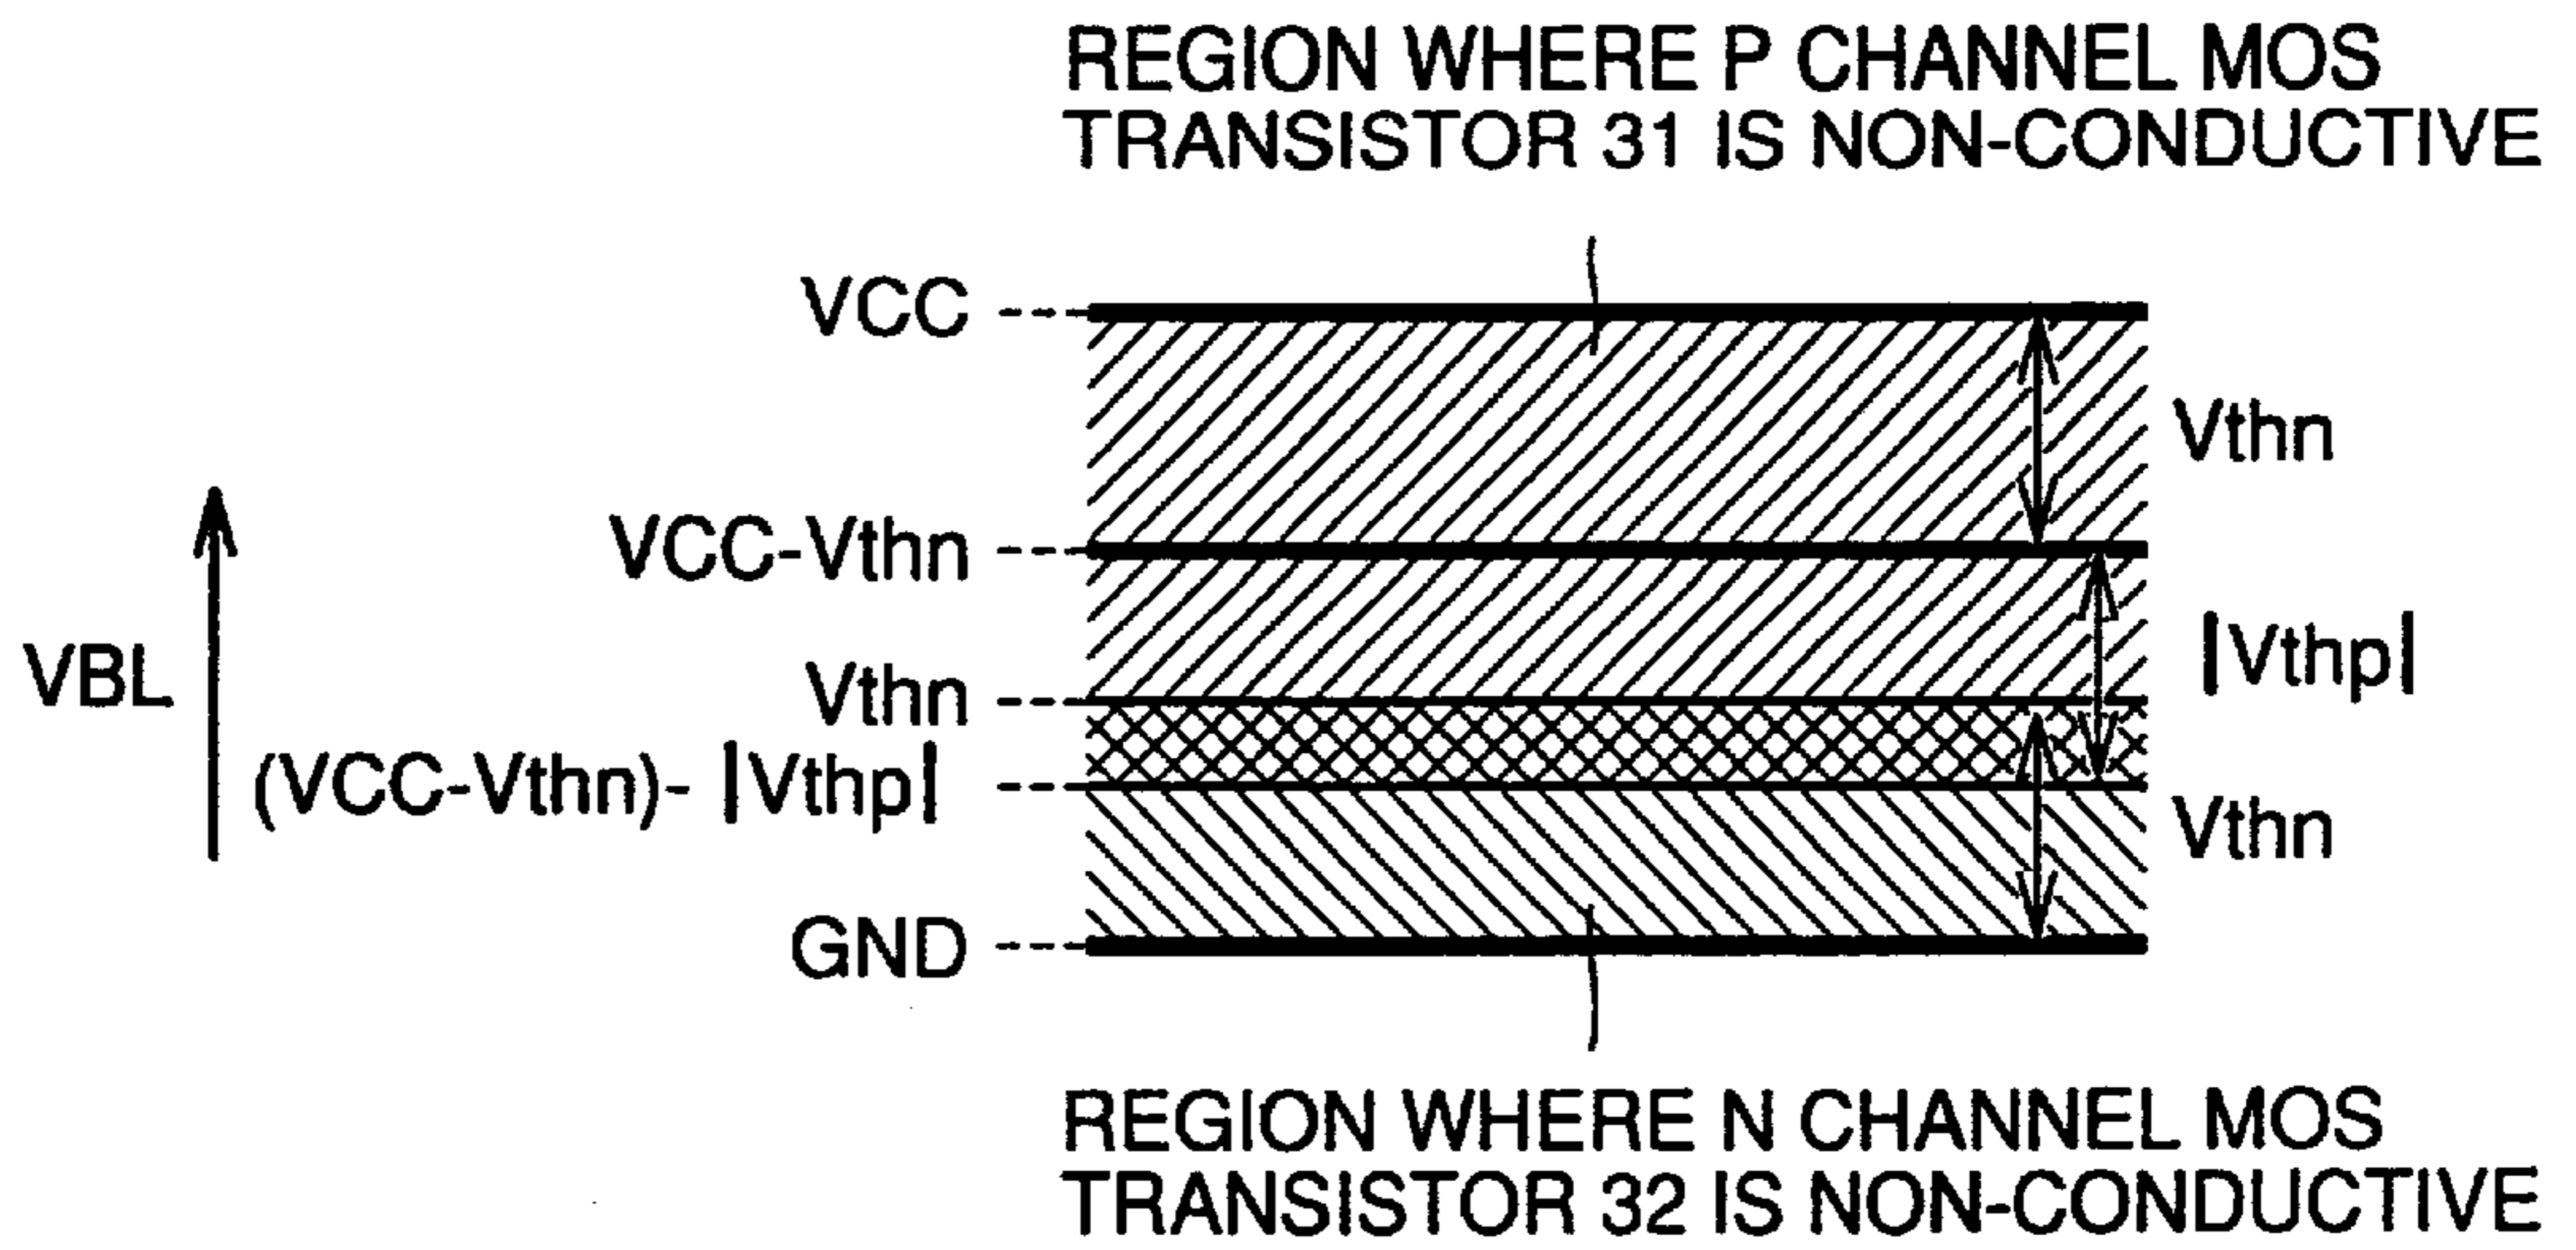 REGION WHERE P CHANNEL MOS
TRANSISTOR 31 IS NON-CONDUCTIVE
VCC
Vthn
VCC-Vthn
|Vthp|
VBL
Vthn
(VCC-Vthn)- |Vthp|
Vthn
GND
REGION WHERE N CHANNEL MOS
TRANSISTOR 32 IS NON-CONDUCTIVE